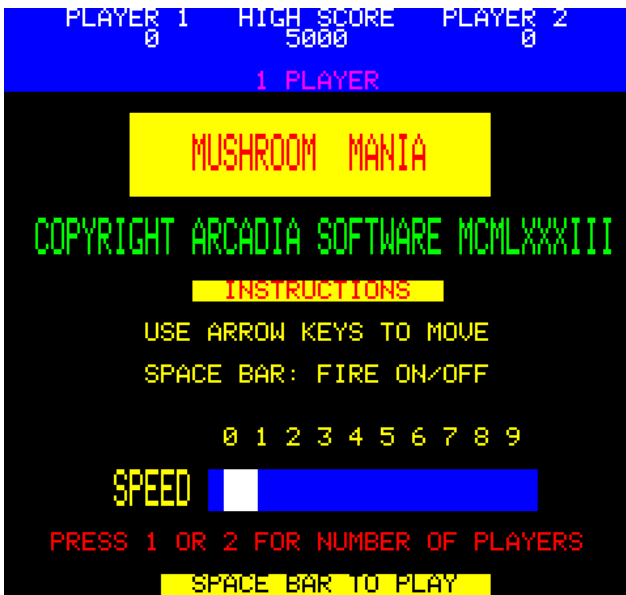 PLAYER 1 HIGH SCORE PLAYER 2
0 5000 0
1 PLAYER
MUSHROOM MANIA
COPYRIGHT ARCADIA SOFTWARE MCMLXXXIII
INSTRUCTIONS
USE ARROW KEYS TO MOVE
SPACE BAR: FIRE ON/OFF
0 1 2 3 4 5 6 7 8 9
SPEED
PRESS 1 OR 2 FOR NUMBER OF PLAYERS
SPACE BAR TO PLAY